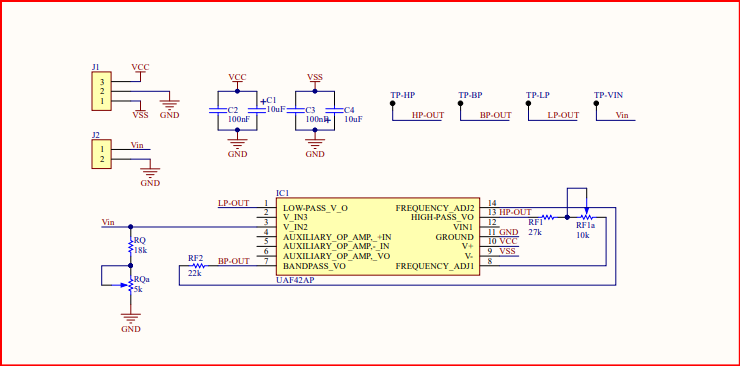 J1
VCC
3
2
1
VSS
GND
J2
Vin
1
2
GND
VCC
C2
100nF
C1
10uF
GND
VSS
C3
100nF
C4
10uF
GND
TP-HP
HP-OUT
TP-BP
BP-OUT
TP-LP
LP-OUT
TP-VIN
Vin
IC1
LP-OUT 1 LOW-PASS_V_O FREQUENCY_ADJ2 14
2 V_IN3 HIGH-PASS_VO 13 HP-OUT
Vin 3 V_IN2 VIN1 12
4 AUXILIARY_OP_AMP,_+IN GROUND 11 GND
5 AUXILIARY_OP_AMP,-_IN V+ 10 VCC
6 AUXILIARY_OP_AMP,_VO V- 9 VSS
BP-OUT 7 BANDPASS_VO FREQUENCY_ADJ1 8
UAF42AP
RQ
18k
RQa
5k
GND
RF2
22k
RF1
27k
RF1a
10k